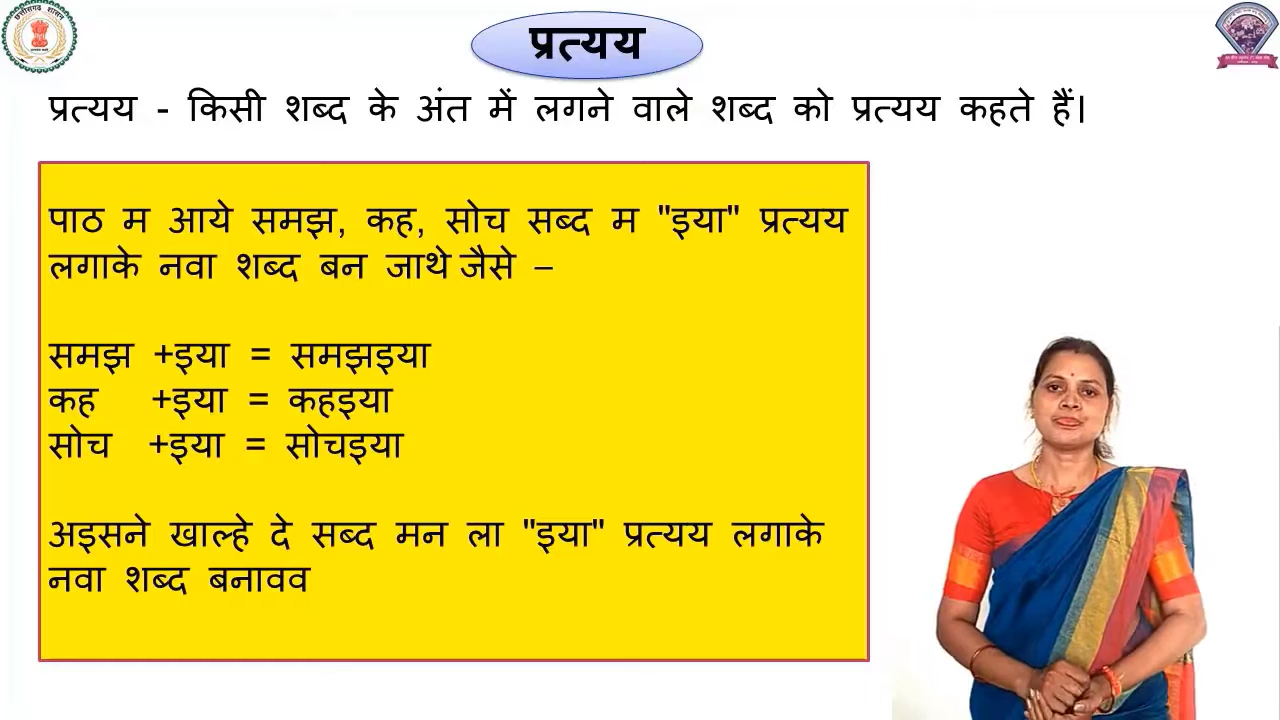 प्रत्यय
प्रत्यय - किसी शब्द के अंत में लगने वाले शब्द को प्रत्यय कहते हैं।
पाठ म आये समझ, कह, सोच सब्द म "इया" प्रत्यय
लगाके नवा शब्द बन जाथे जैसे –
समझ +इया = समझइया
कह +इया = कहइया
सोच +इया = सोचइया
अइसने खाल्हे दे सब्द मन ला "इया" प्रत्यय लगाके
नवा शब्द बनावव